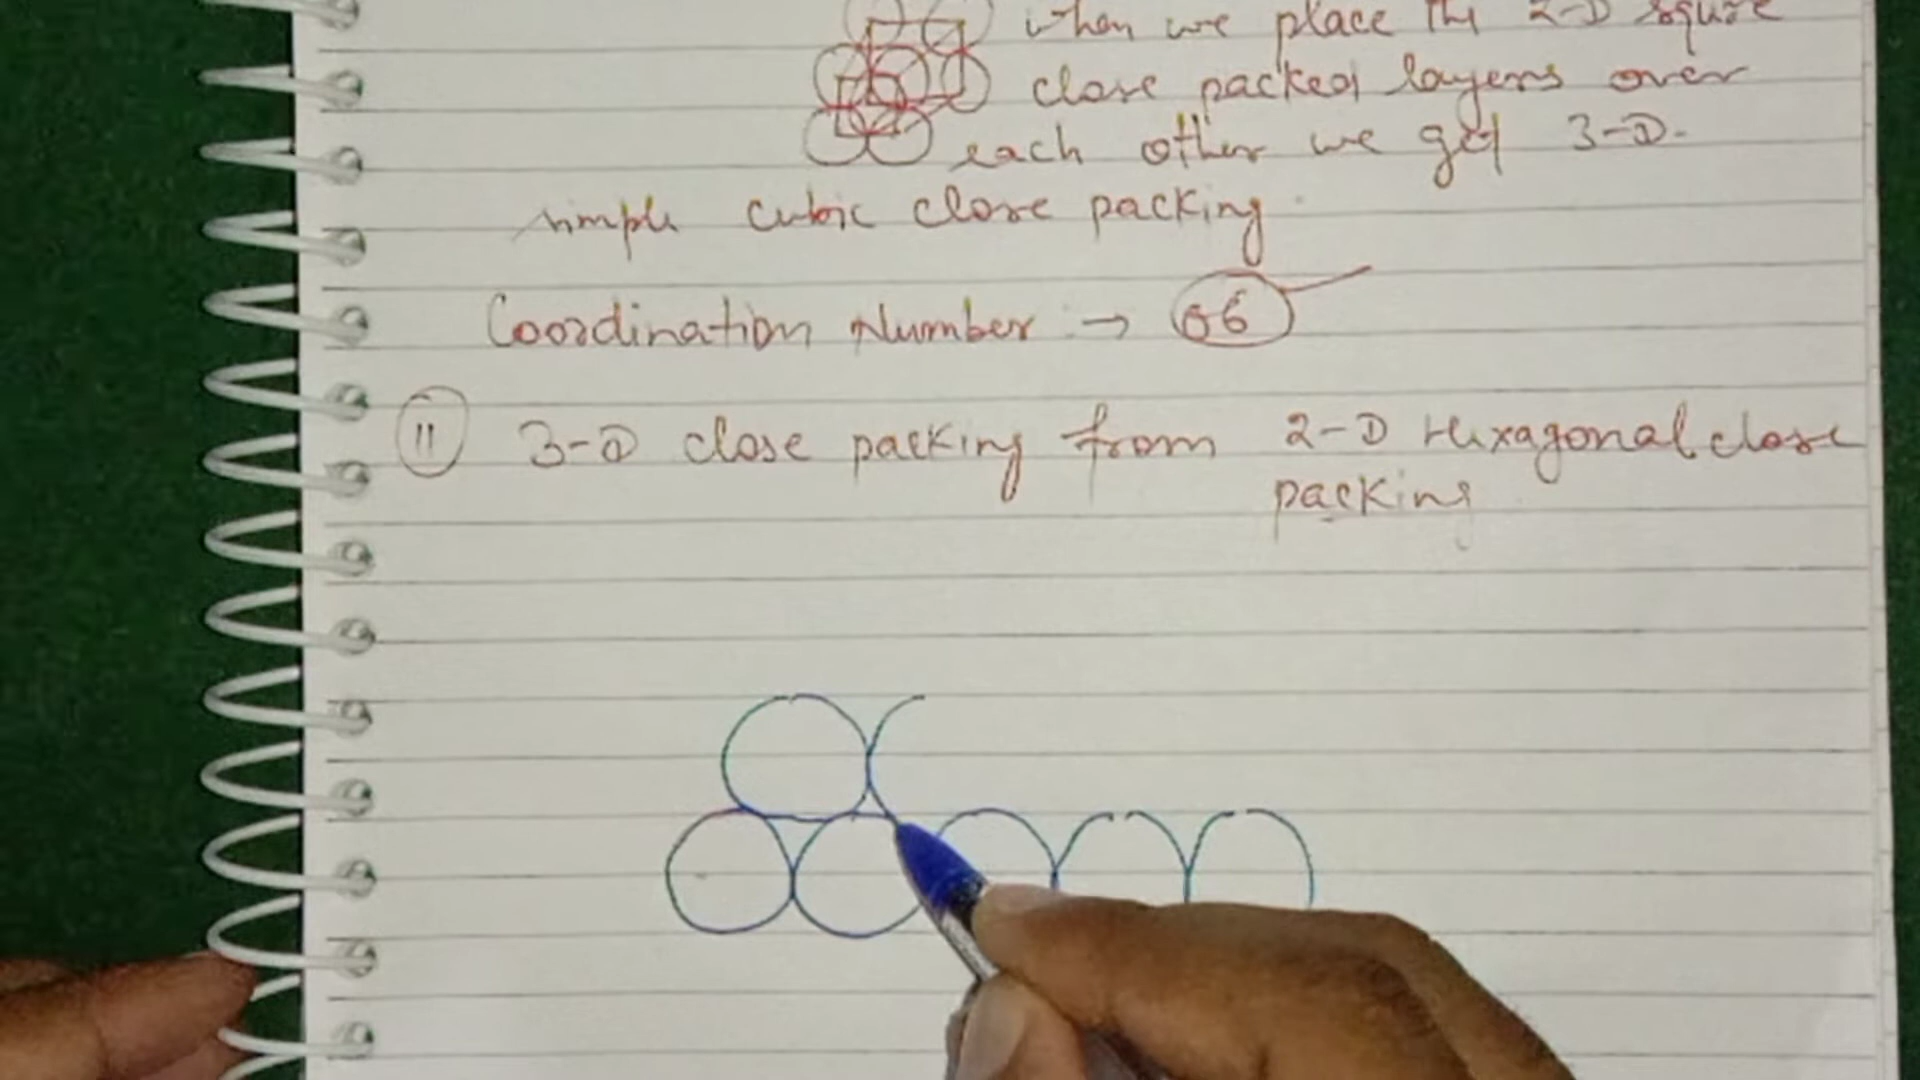 when we place the 2-D square
close packed layers over
each other we get 3-D.
simple cubic close packing
Coordination Number → 06
II 3-D close packing from 2-D Hexagonal close
packing